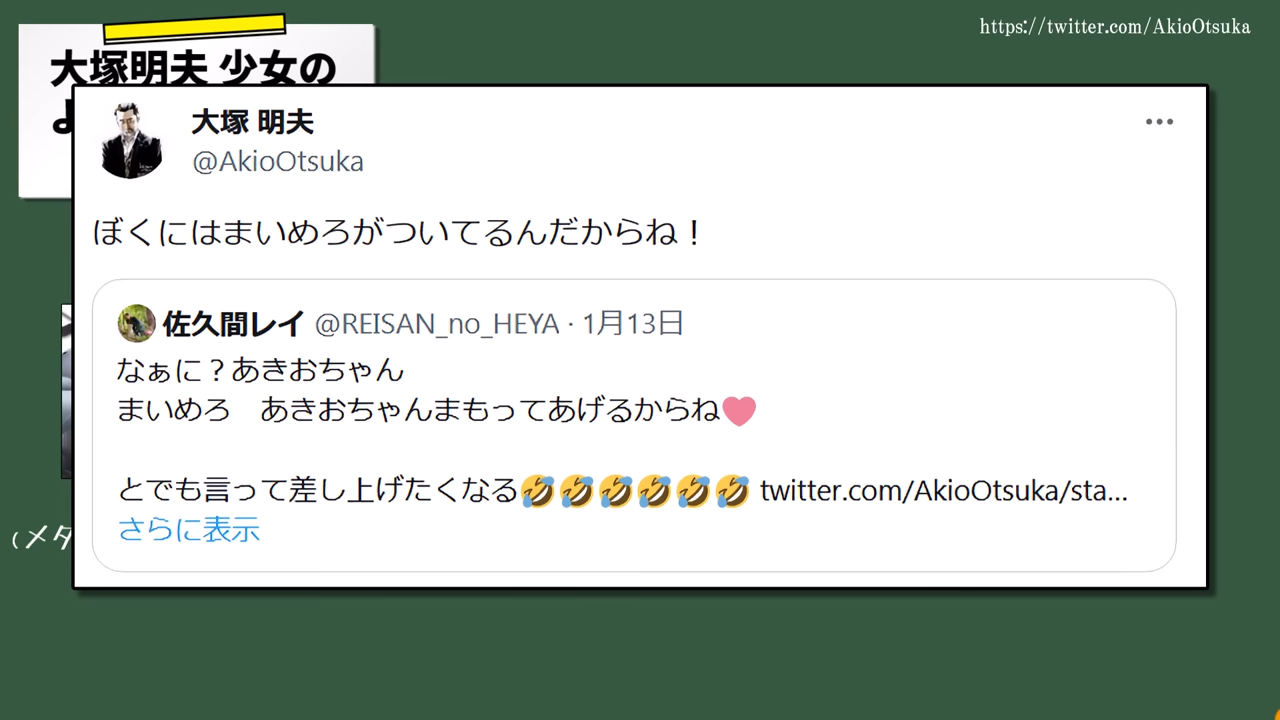 https://twitter.com/AkioOtsuka
大塚明夫 少女の
大塚 明夫
@AkioOtsuka
ぼくにはまいめろがついてるんだからね！
佐久間レイ @REISAN_no_HEYA · 1月13日
なぁに？あきおちゃん
まいめろ　あきおちゃんまもってあげるからね🩷
とでも言って差し上げたくなる🤣🤣🤣🤣🤣🤣 twitter.com/AkioOtsuka/sta…
さらに表示
（メタ